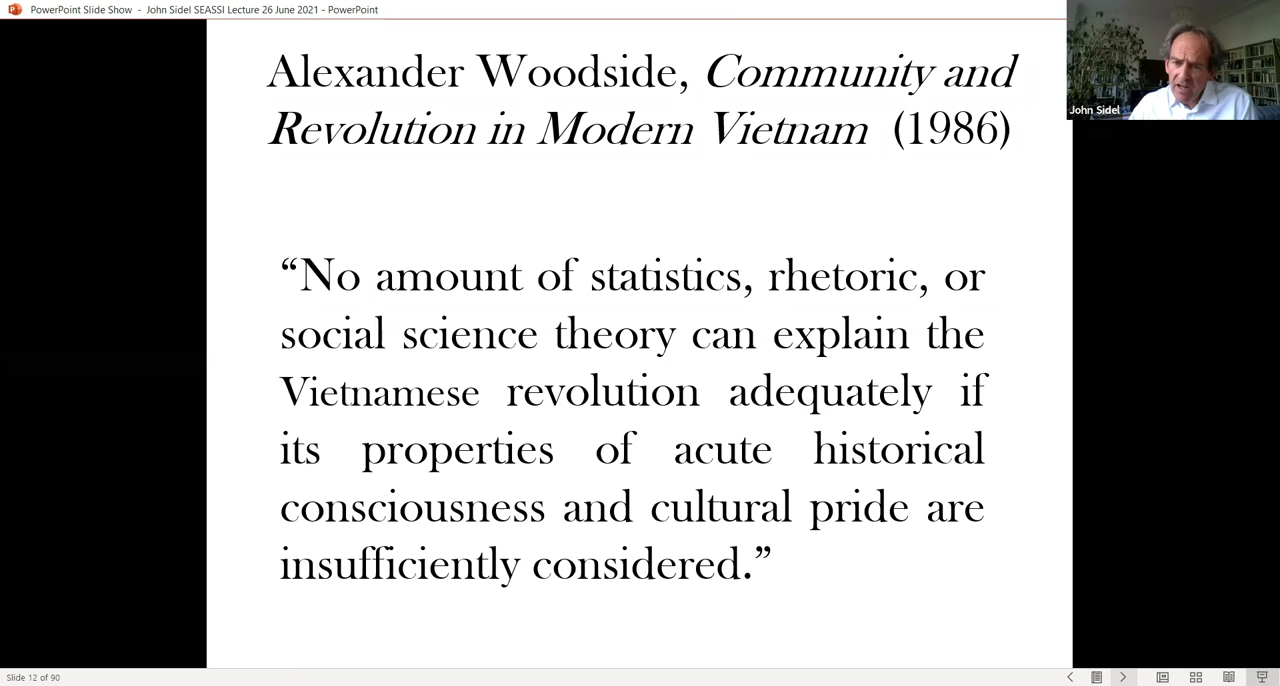 PowerPoint Slide Show - John Sidel SEASSI Lecture 26 June 2021 - PowerPoint
John Sidel
Alexander Woodside, Community and
Revolution in Modern Vietnam (1986)
“No amount of statistics, rhetoric, or
social science theory can explain the
Vietnamese revolution adequately if
its properties of acute historical
consciousness and cultural pride are
insufficiently considered.”
Slide 12 of 90